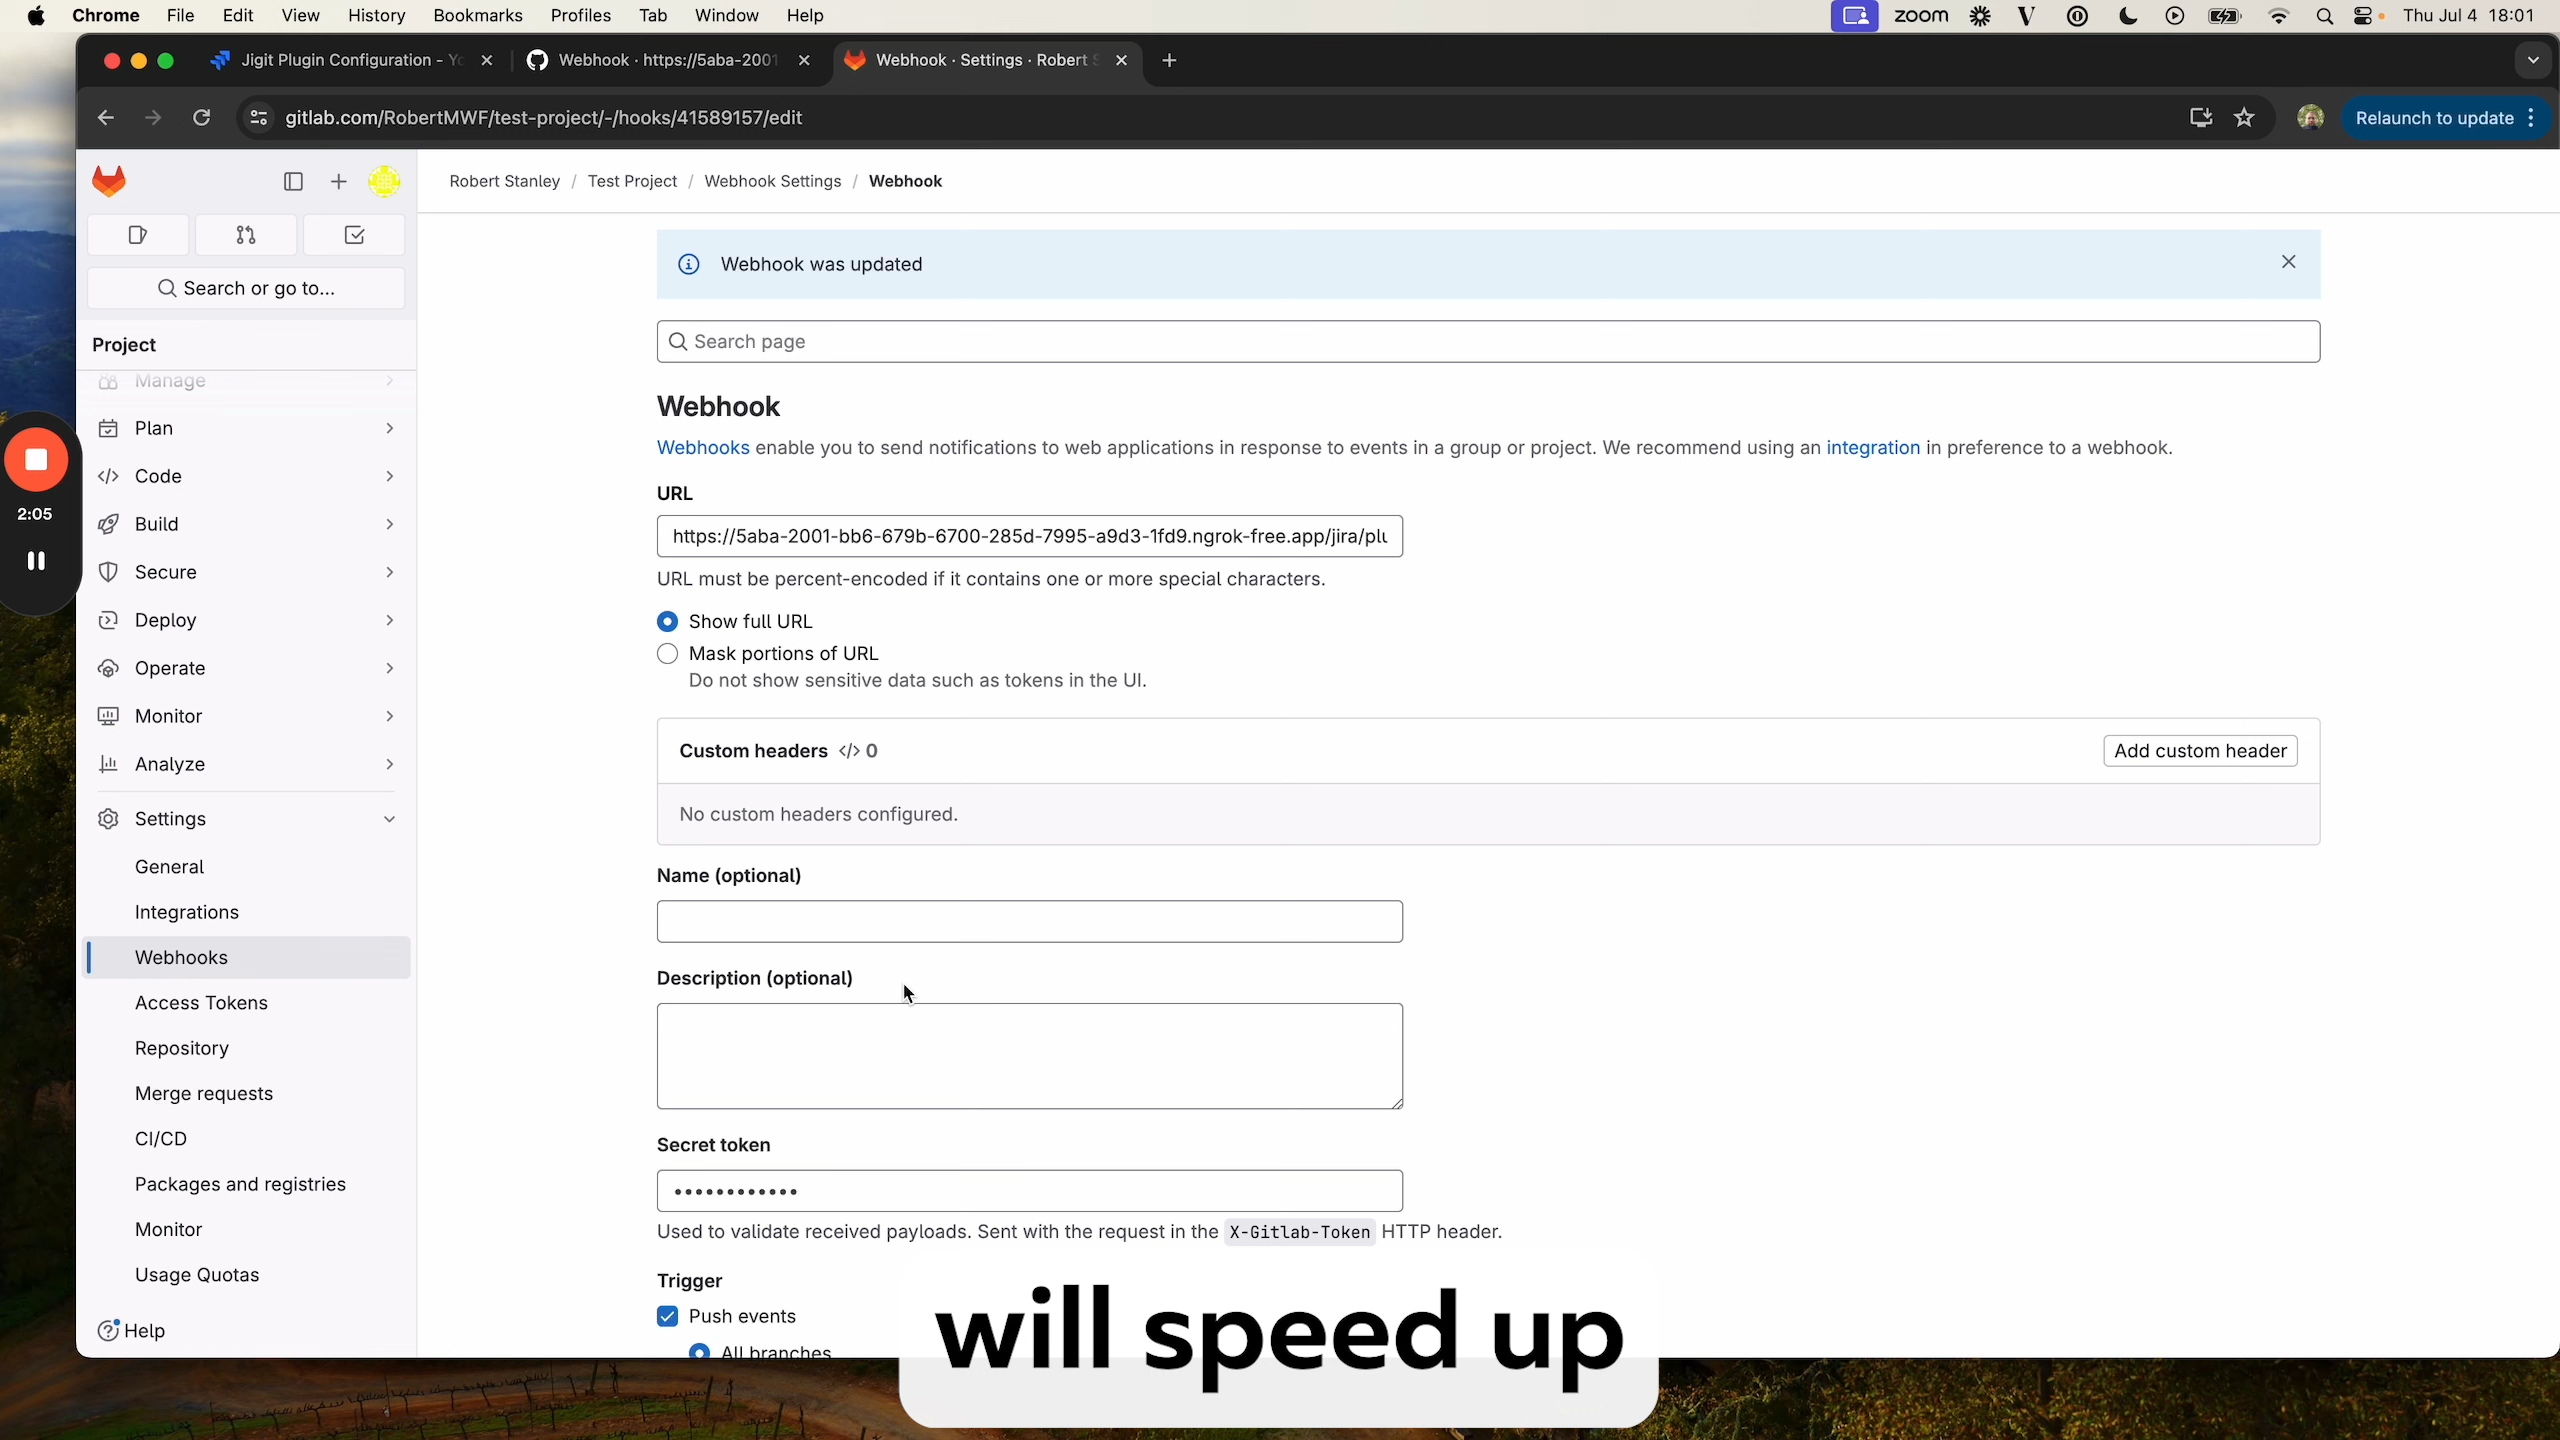 Chrome File Edit View History Bookmarks Profiles Tab Window Help zoom Thu Jul 4 18:01
Jigit Plugin Configuration - Yo
Webhook · https://5aba-2001
Webhook · Settings · Robert S
gitlab.com/RobertMWF/test-project/-/hooks/41589157/edit
Relaunch to update
Robert Stanley / Test Project / Webhook Settings / Webhook
Search or go to...
Project
Manage
Plan
Code
Build
Secure
Deploy
Operate
Monitor
Analyze
Settings
General
Integrations
Webhooks
Access Tokens
Repository
Merge requests
CI/CD
Packages and registries
Monitor
Usage Quotas
Help
2:05
Webhook was updated
Search page
Webhook
Webhooks enable you to send notifications to web applications in response to events in a group or project. We recommend using an integration in preference to a webhook.
URL
https://5aba-2001-bb6-679b-6700-285d-7995-a9d3-1fd9.ngrok-free.app/jira/plu
URL must be percent-encoded if it contains one or more special characters.
Show full URL
Mask portions of URL
Do not show sensitive data such as tokens in the UI.
Custom headers </> 0
Add custom header
No custom headers configured.
Name (optional)
Description (optional)
Secret token
••••••••••••
Used to validate received payloads. Sent with the request in the X-Gitlab-Token HTTP header.
Trigger
Push events
All branches
will speed up